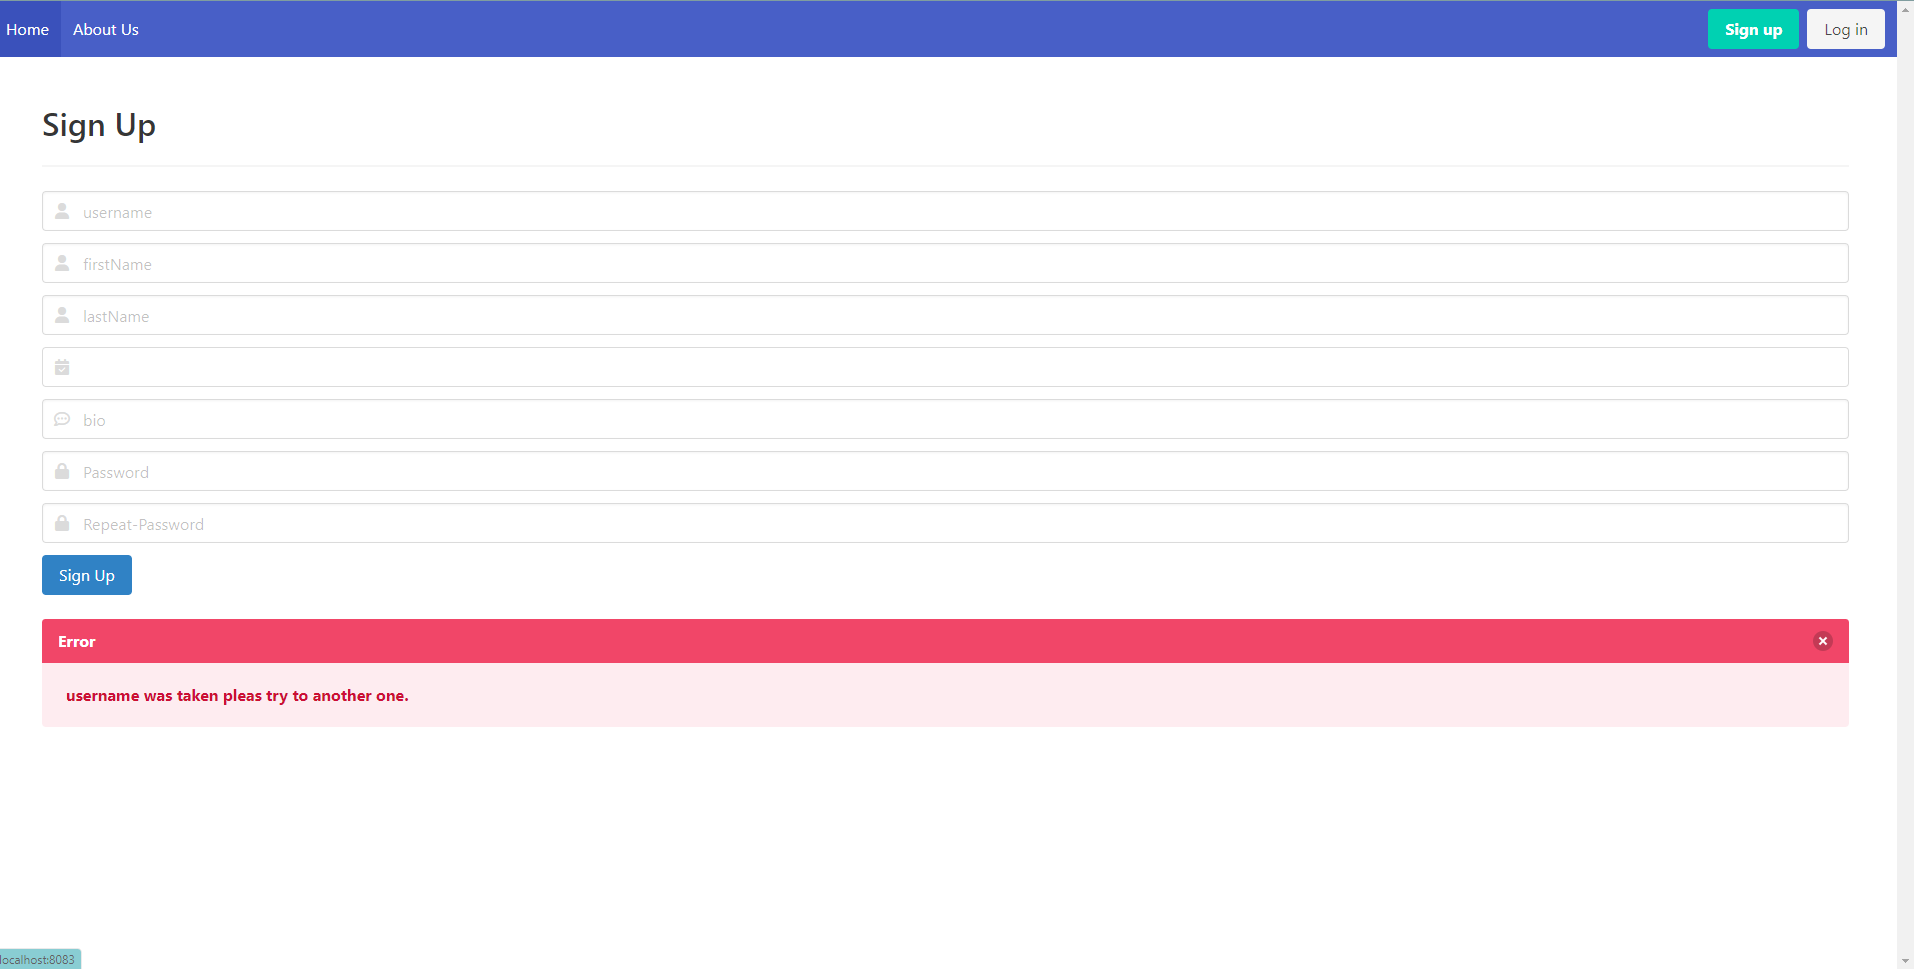 Home About Us Sign up Log in
Sign Up
username
firstName
lastName
bio
Password
Repeat-Password
Sign Up
Error
username was taken pleas try to another one.
localhost:8083